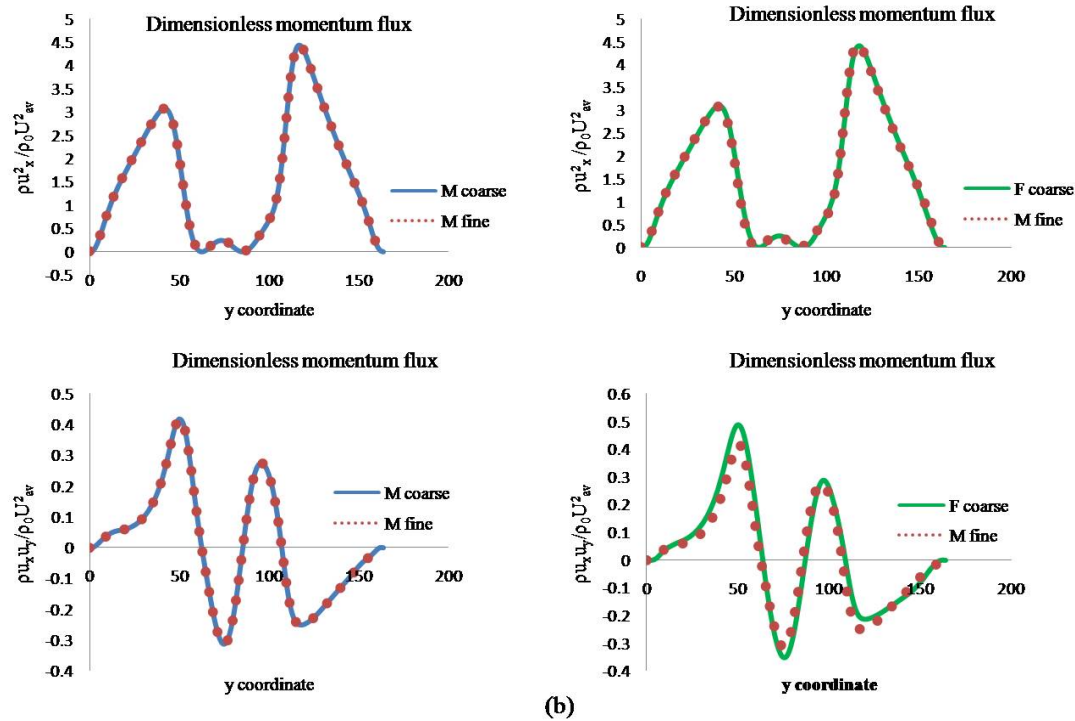 Dimensionless momentum flux
5
4.5
4
3.5
3
2.5
2
1.5
1
0.5
0
-0.5
ρu²ₓ/ρ₀U²ₐᵥ
0 50 100 150 200
y coordinate
M coarse
M fine
Dimensionless momentum flux
5
4.5
4
3.5
3
2.5
2
1.5
1
0.5
0
ρu²ₓ/ρ₀U²ₐᵥ
0 50 100 150 200
y coordinate
F coarse
M fine
Dimensionless momentum flux
0.5
0.4
0.3
0.2
0.1
0
-0.1
-0.2
-0.3
-0.4
ρuₓuᵧ/ρ₀U²ₐᵥ
0 50 100 150 200
y coordinate
M coarse
M fine
Dimensionless momentum flux
0.6
0.5
0.4
0.3
0.2
0.1
0
-0.1
-0.2
-0.3
-0.4
ρuₓuᵧ/ρ₀U²ₐᵥ
0 50 100 150 200
y coordinate
F coarse
M fine
(b)